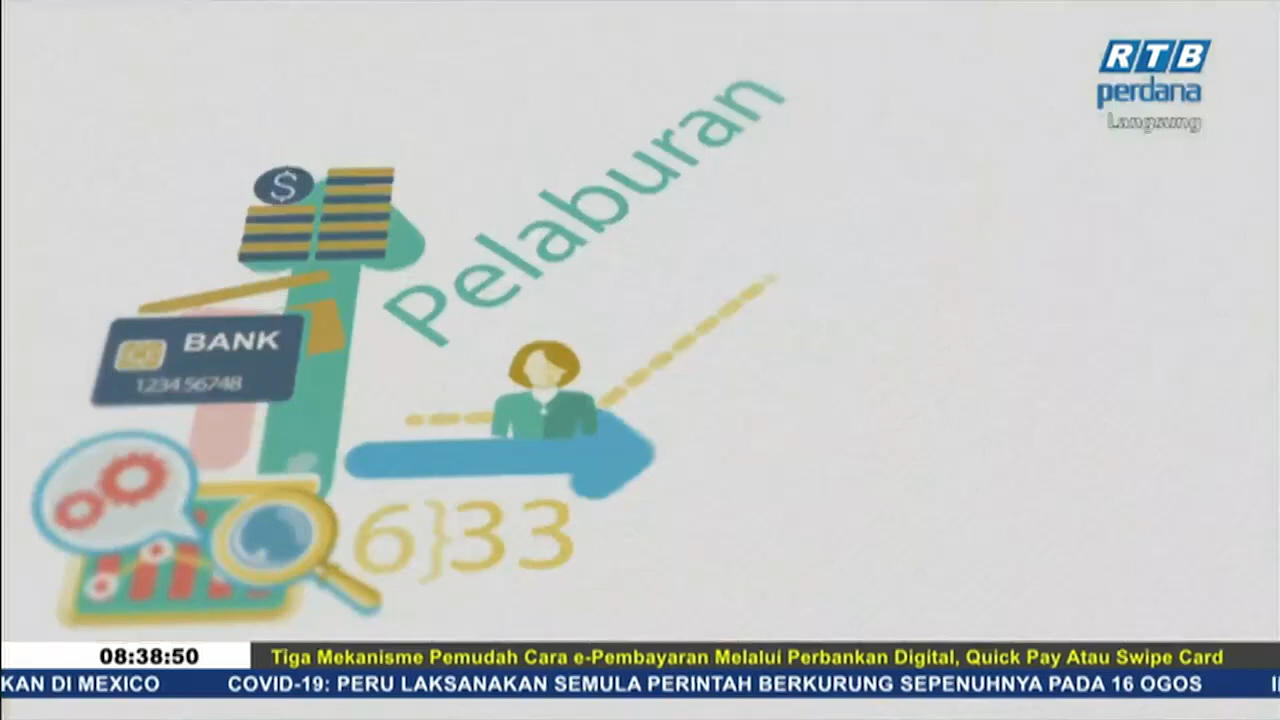 RTB
perdana
Langsung
Pelaburan
$
BANK
1234 56748
6}33
08:38:50
Tiga Mekanisme Pemudah Cara e-Pembayaran Melalui Perbankan Digital, Quick Pay Atau Swipe Card
KAN DI MEXICO COVID-19: PERU LAKSANAKAN SEMULA PERINTAH BERKURUNG SEPENUHNYA PADA 16 OGOS